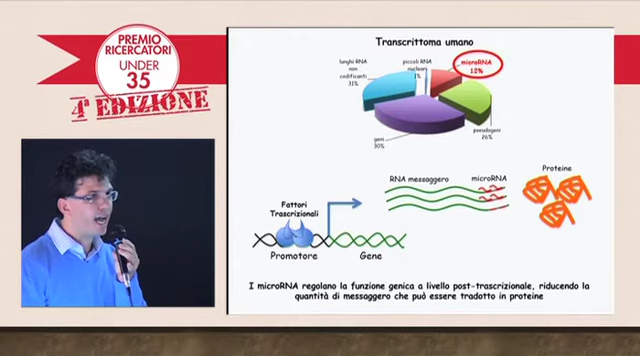 PREMIO
RICERCATORI
UNDER
35
4ª EDIZIONE
Transcrittoma umano
lunghi RNA
non
codificanti
31%
piccoli RNA
nucleari
1%
microRNA
12%
pseudogeni
26%
geni
30%
RNA messaggero
microRNA
Proteine
Fattori
Trascrizionali
Promotore
Gene
I microRNA regolano la funzione genica a livello post-trascrizionale, riducendo la
quantità di messaggero che può essere tradotto in proteine